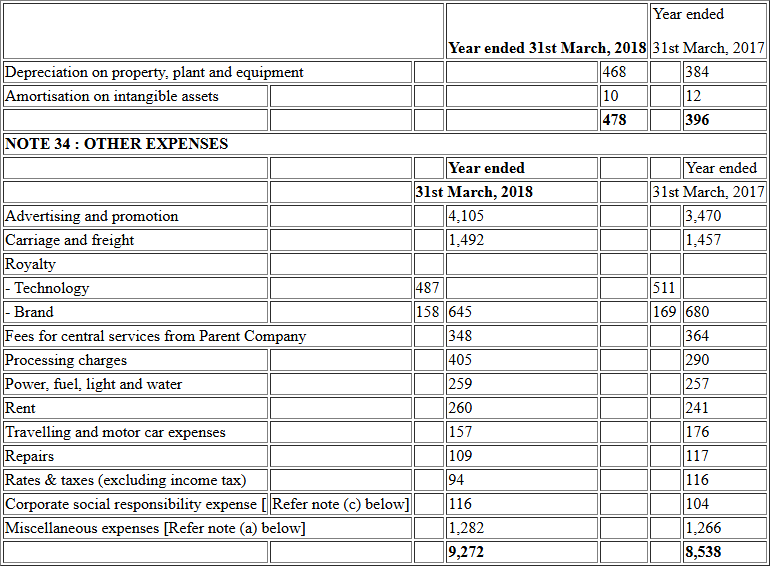 Year ended
Year ended 31st March, 2018 31st March, 2017
Depreciation on property, plant and equipment 468 384
Amortisation on intangible assets 10 12
478 396
NOTE 34 : OTHER EXPENSES
Year ended Year ended
31st March, 2018 31st March, 2017
Advertising and promotion 4,105 3,470
Carriage and freight 1,492 1,457
Royalty
- Technology 487 511
- Brand 158 645 169 680
Fees for central services from Parent Company 348 364
Processing charges 405 290
Power, fuel, light and water 259 257
Rent 260 241
Travelling and motor car expenses 157 176
Repairs 109 117
Rates & taxes (excluding income tax) 94 116
Corporate social responsibility expense [ Refer note (c) below] 116 104
Miscellaneous expenses [Refer note (a) below] 1,282 1,266
9,272 8,538